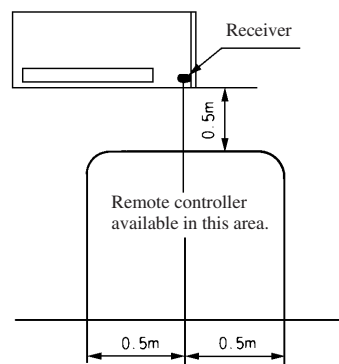 Receiver
0.5m
Remote controller
available in this area.
0.5m
0.5m